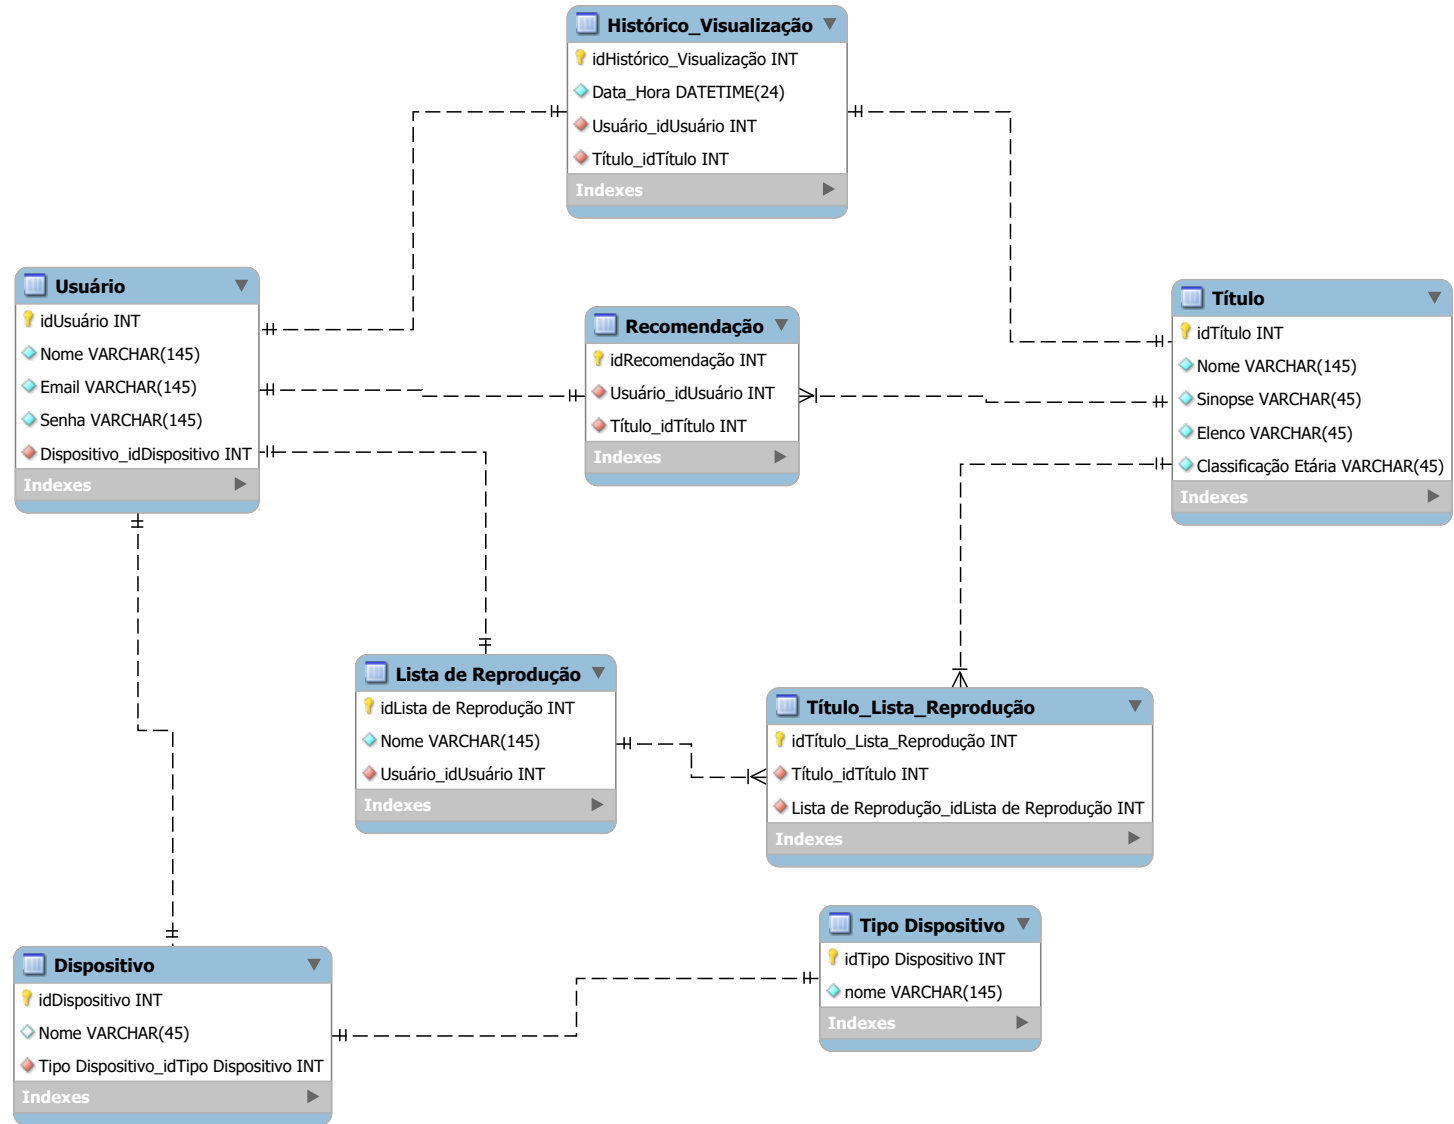 Histórico_Visualização
idHistórico_Visualização INT
Data_Hora DATETIME(24)
Usuário_idUsuário INT
Título_idTítulo INT
Indexes
Usuário
idUsuário INT
Nome VARCHAR(145)
Email VARCHAR(145)
Senha VARCHAR(145)
Dispositivo_idDispositivo INT
Indexes
Recomendação
idRecomendação INT
Usuário_idUsuário INT
Título_idTítulo INT
Indexes
Título
idTítulo INT
Nome VARCHAR(145)
Sinopse VARCHAR(45)
Elenco VARCHAR(45)
Classificação Etária VARCHAR(45)
Indexes
Lista de Reprodução
idLista de Reprodução INT
Nome VARCHAR(145)
Usuário_idUsuário INT
Indexes
Título_Lista_Reprodução
idTítulo_Lista_Reprodução INT
Título_idTítulo INT
Lista de Reprodução_idLista de Reprodução INT
Indexes
Tipo Dispositivo
idTipo Dispositivo INT
nome VARCHAR(145)
Indexes
Dispositivo
idDispositivo INT
Nome VARCHAR(45)
Tipo Dispositivo_idTipo Dispositivo INT
Indexes